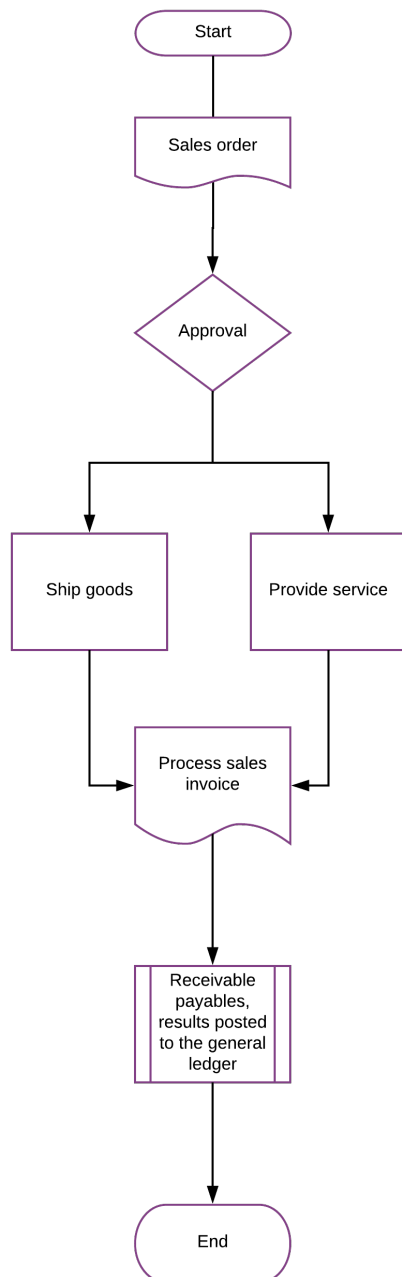 Start
Sales order
Approval
Ship goods
Provide service
Process sales
invoice
Receivable
payables,
results posted
to the general
ledger
End